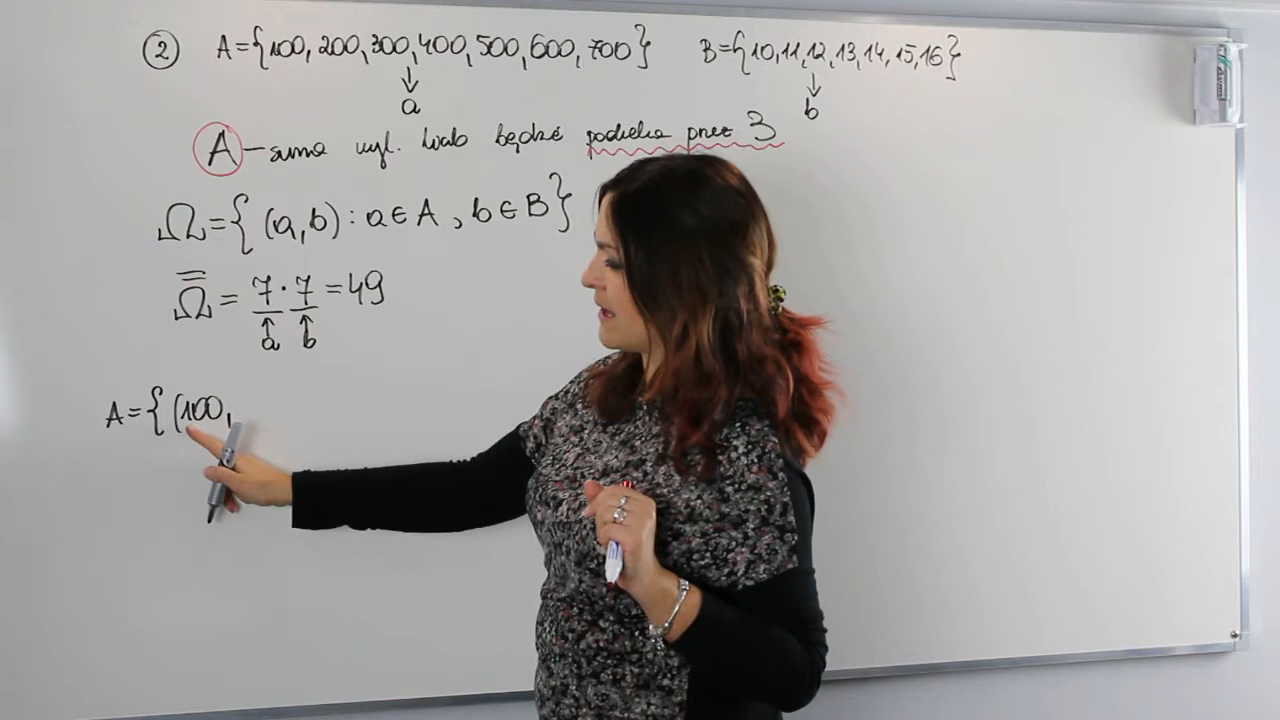 2 A={100, 200, 300, 400, 500, 600, 700} B={10, 11, 12, 13, 14, 15, 16}
↓ a ↓ b
A - suma wyl. liczb będzie podzielna przez 3
Ω={(a,b): a∈A, b∈B}
Ω̿ = 7·7=49
↑ a ↑ b
A={(100,